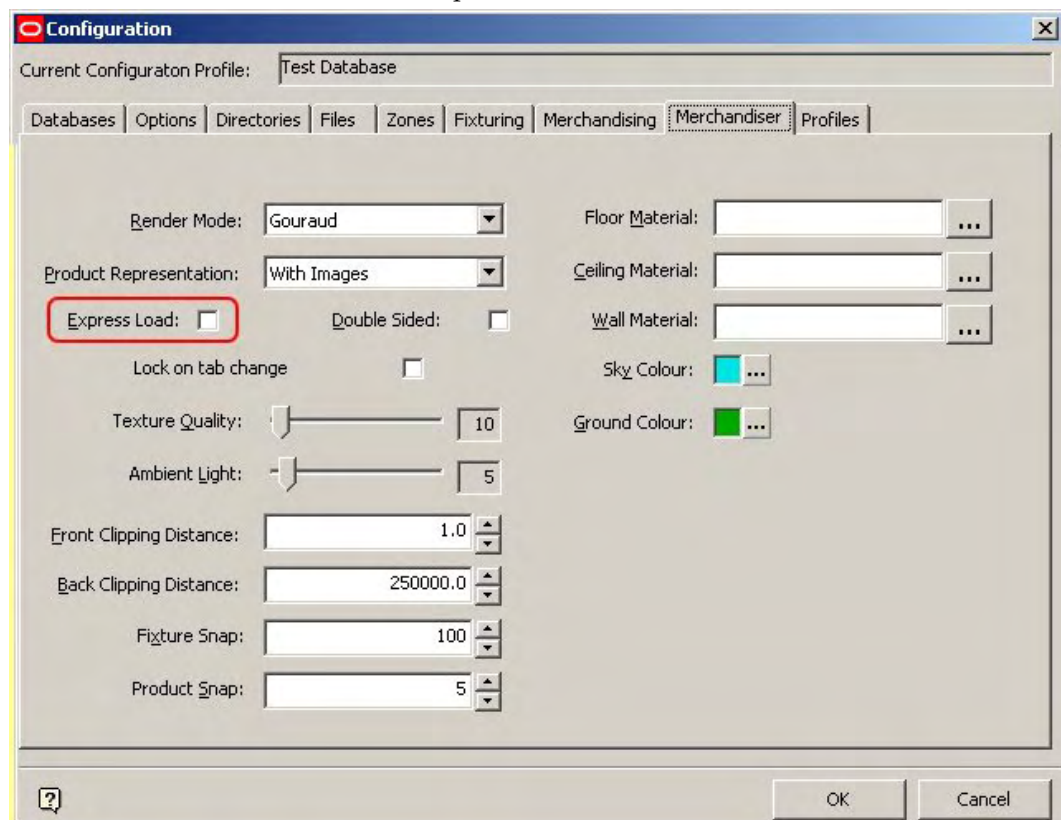 Configuration
Current Configuraton Profile: Test Database
Databases Options Directories Files Zones Fixturing Merchandising Merchandiser Profiles
Render Mode: Gouraud
Product Representation: With Images
Express Load: Double Sided:
Lock on tab change
Texture Quality: 10
Ambient Light: 5
Front Clipping Distance: 1.0
Back Clipping Distance: 250000.0
Fixture Snap: 100
Product Snap: 5
Floor Material: ...
Ceiling Material: ...
Wall Material: ...
Sky Colour: ...
Ground Colour: ...
?
OK Cancel